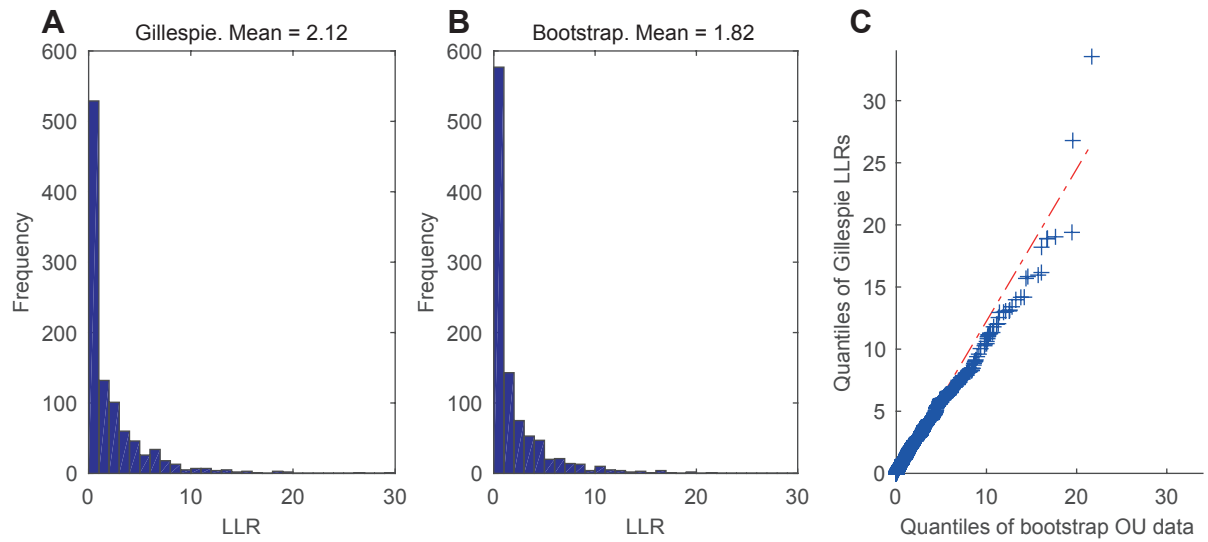 A
Gillespie. Mean = 2.12
600
500
400
300
200
100
0
Frequency
0 10 20 30
LLR
B
Bootstrap. Mean = 1.82
600
500
400
300
200
100
0
Frequency
0 10 20 30
LLR
C
30
25
20
15
10
5
0
Quantiles of Gillespie LLRs
0 10 20 30
Quantiles of bootstrap OU data